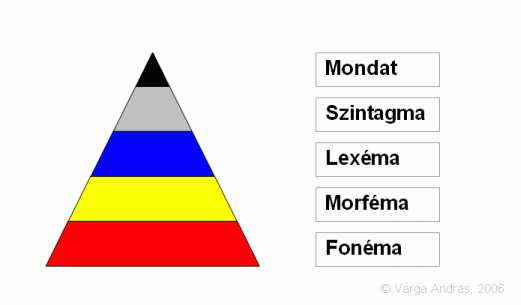 Mondat
Szintagma
Lexéma
Morféma
Fonéma
© Varga András, 2006